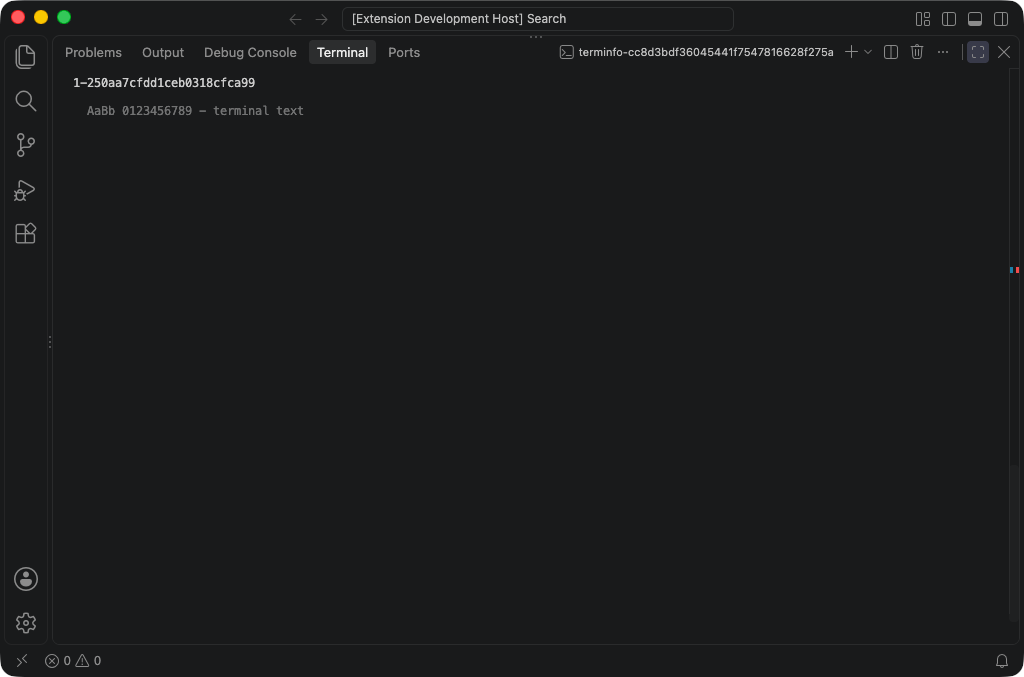 [Extension Development Host] Search
Problems Output Debug Console Terminal Ports terminfo-cc8d3bdf36045441f7547816628f275a
1-250aa7cfdd1ceb0318cfca99
AaBb 0123456789 - terminal text
0 0